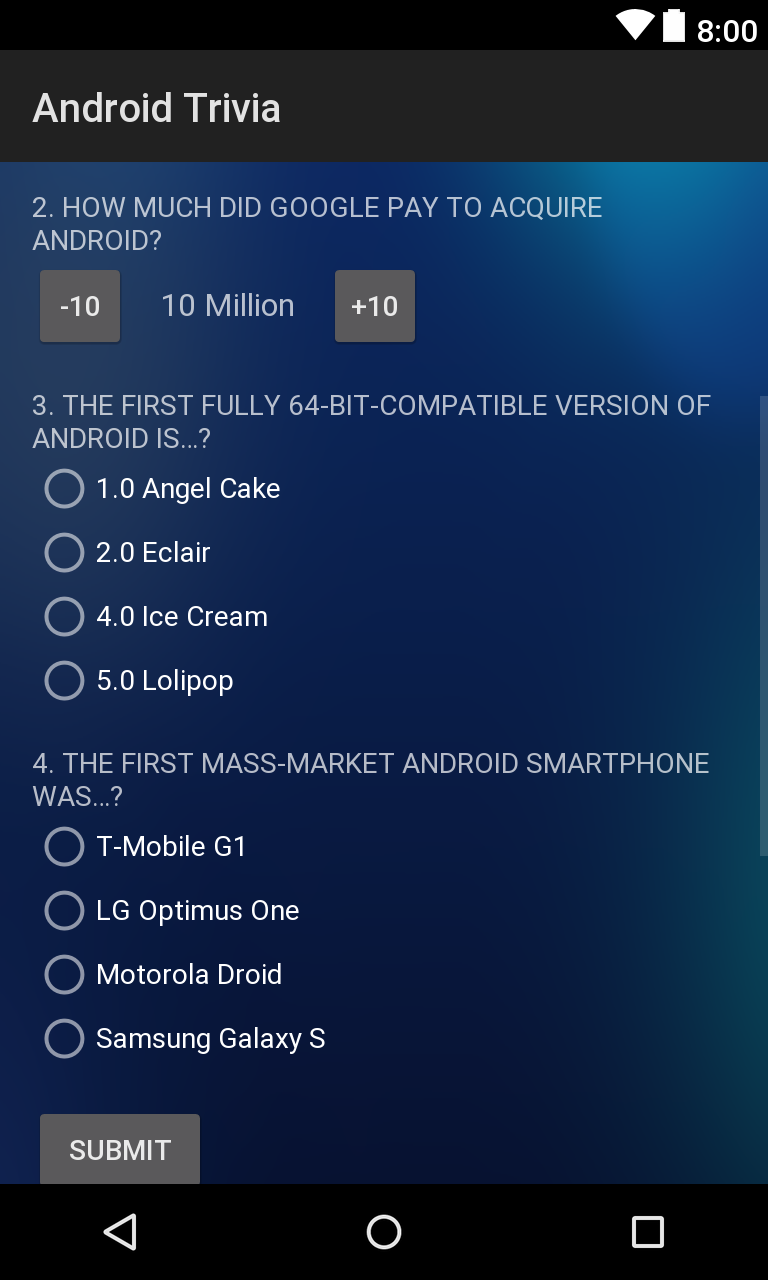 8:00
Android Trivia
2. HOW MUCH DID GOOGLE PAY TO ACQUIRE
ANDROID?
-10 10 Million +10
3. THE FIRST FULLY 64-BIT-COMPATIBLE VERSION OF
ANDROID IS...?
1.0 Angel Cake
2.0 Eclair
4.0 Ice Cream
5.0 Lolipop
4. THE FIRST MASS-MARKET ANDROID SMARTPHONE
WAS...?
T-Mobile G1
LG Optimus One
Motorola Droid
Samsung Galaxy S
SUBMIT